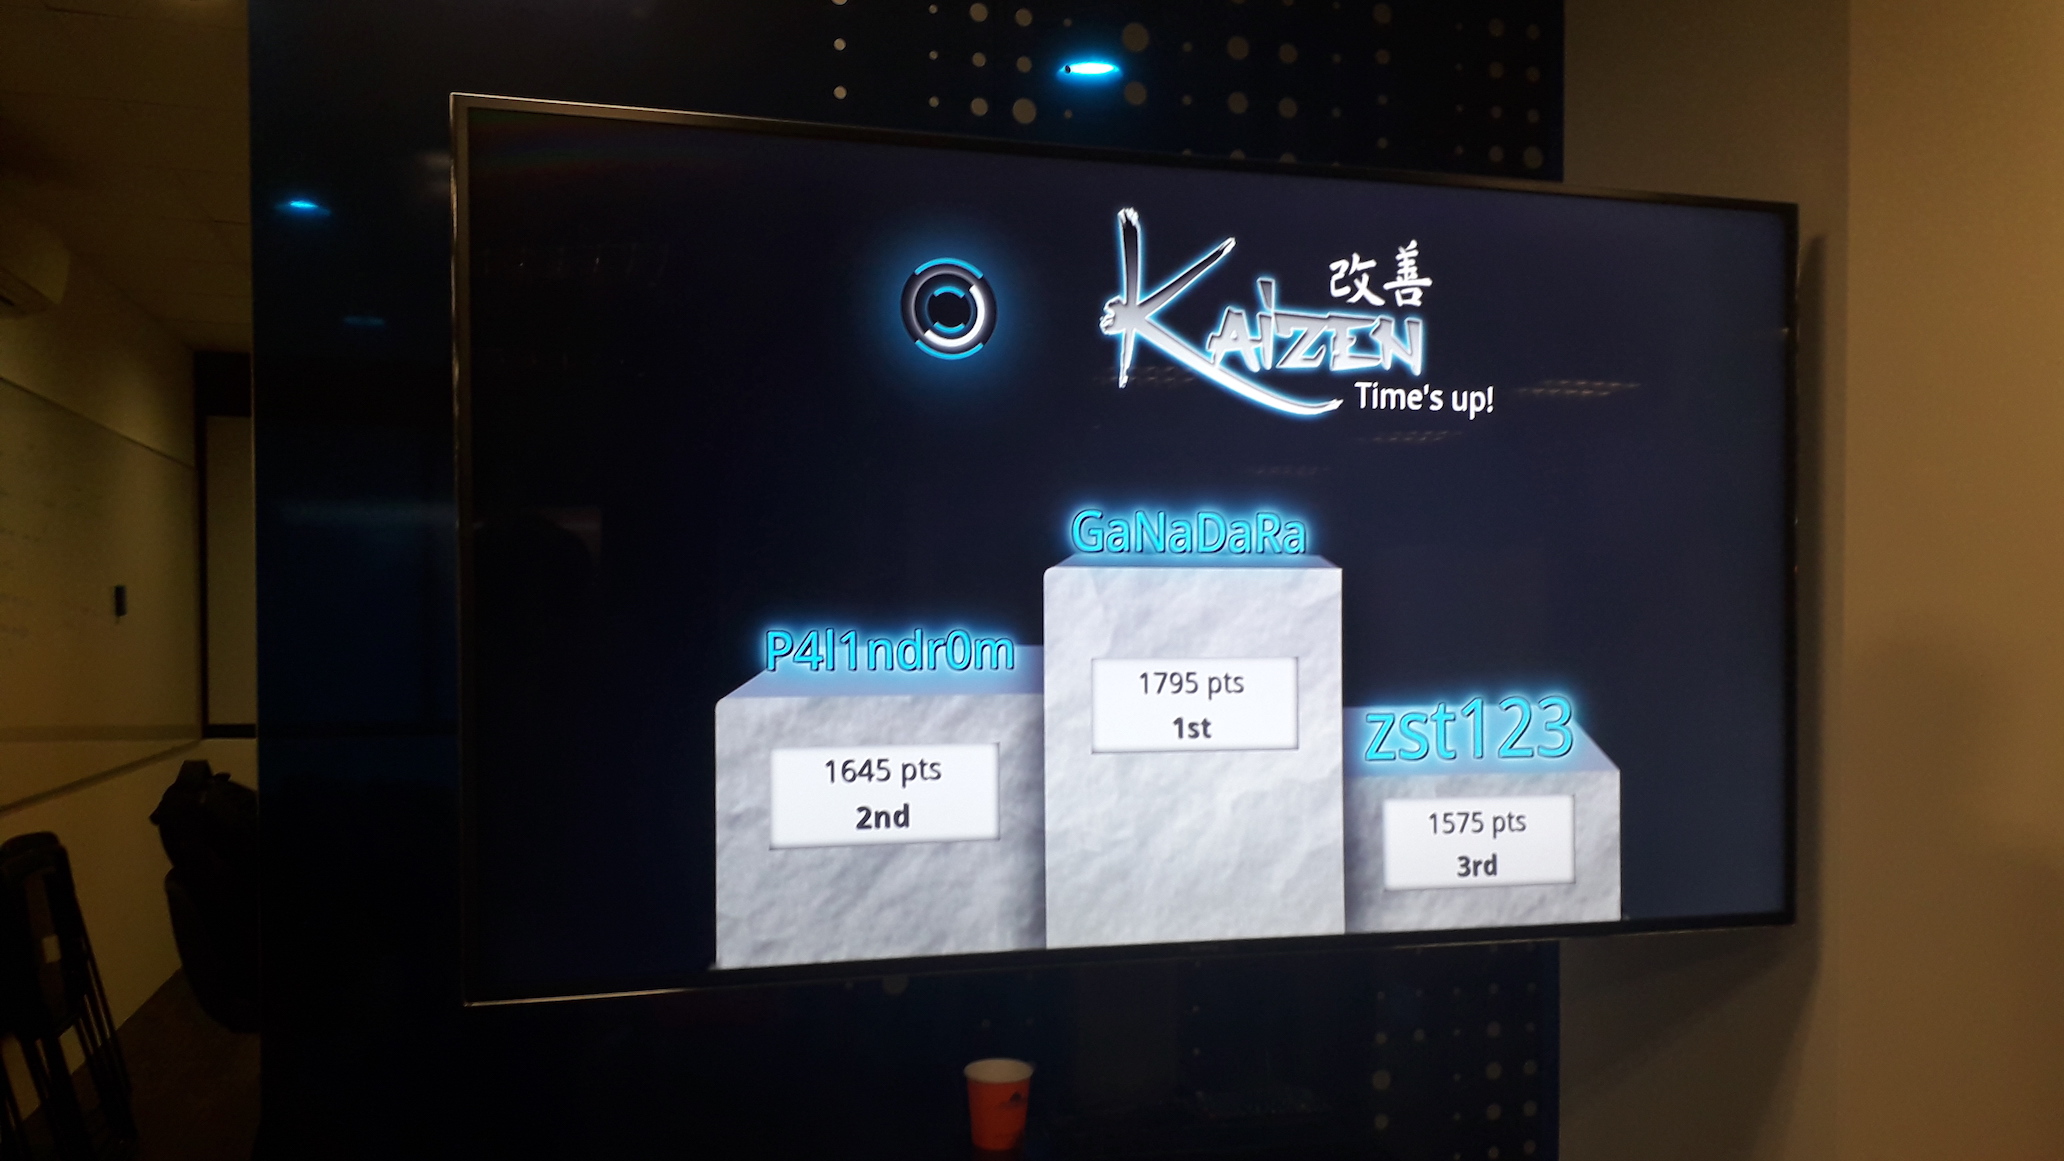 改善
KAIZEN
Time's up!
GaNaDaRa
1795 pts
1st
P4l1ndr0m
1645 pts
2nd
zst123
1575 pts
3rd